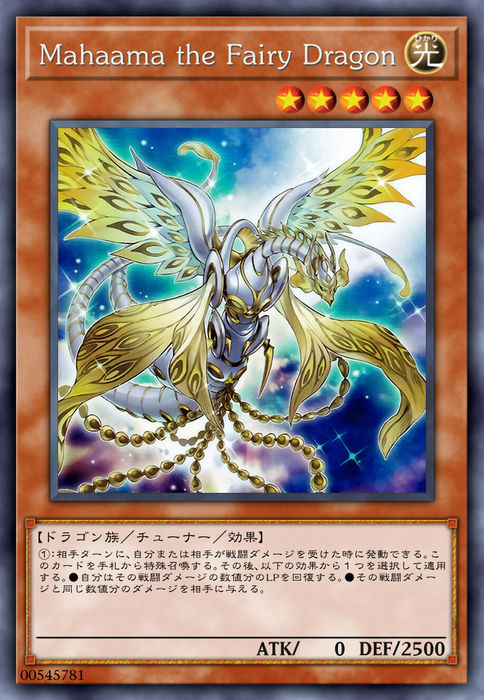 Mahaama the Fairy Dragon
ひかり
光
【ドラゴン族／チューナー／効果】
①:相手ターンに、自分または相手が戦闘ダメージを受けた時に発動できる。こ
のカードを手札から特殊召喚する。その後、以下の効果から1つを選択して適用
する。●自分はその戦闘ダメージの数値分のLPを回復する。●その戦闘ダメー
ジと同じ数値分のダメージを相手に与える。
ATK/ 0 DEF/2500
00545781